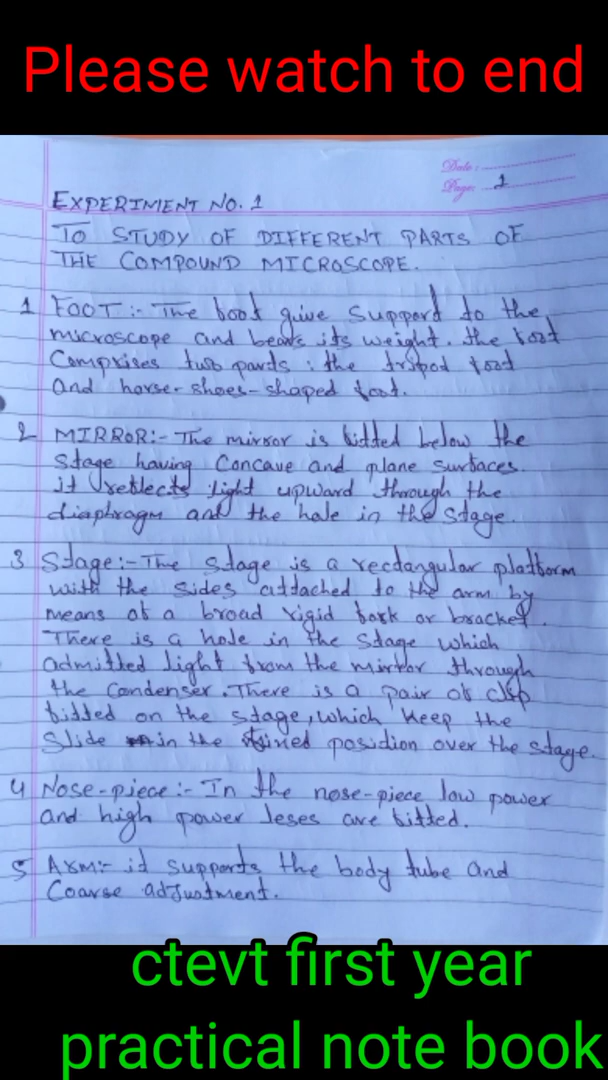 Please watch to end
Date :
Page: 1
EXPERIMENT NO. 1
TO STUDY OF DIFFERENT PARTS OF
THE COMPOUND MICROSCOPE.
1 FOOT :- The foot give support to the
microscope and bears its weight. the foot
Comprises two parts : the tripod foot
and horse-shoes-shaped foot.
2 MIRROR:- The mirror is fitted below the
Stage having Concave and plane surfaces.
it reflects light upward through the
diaphragm and the hole in the stage.
3 Stage:- The stage is a rectangular platform
with the sides attached to the arm by
means of a broad rigid fork or bracket.
There is a hole in the stage which
admitted light from the mirror through
the Condenser. There is a pair of clip
fitted on the stage, which keep the
Slide in the position over the stage.
4 Nose-piece :- In the nose-piece low power
and high power leses are fitted.
5 Arm:- it supports the body tube and
Coarse adjustment.
ctevt first year
practical note book